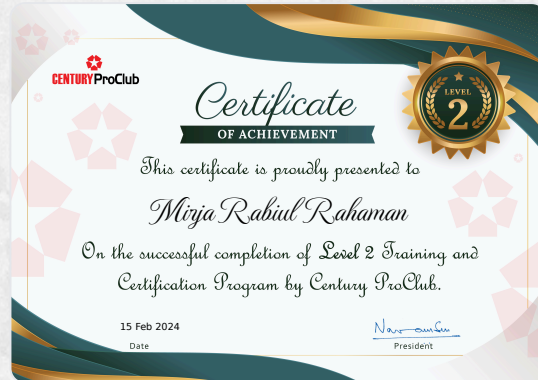 CENTURY ProClub
LEVEL
2
Certificate
OF ACHIEVEMENT
This certificate is proudly presented to
Mirja Rabiul Rahaman
On the successful completion of Level 2 Training and
Certification Program by Century ProClub.
15 Feb 2024
Date
President